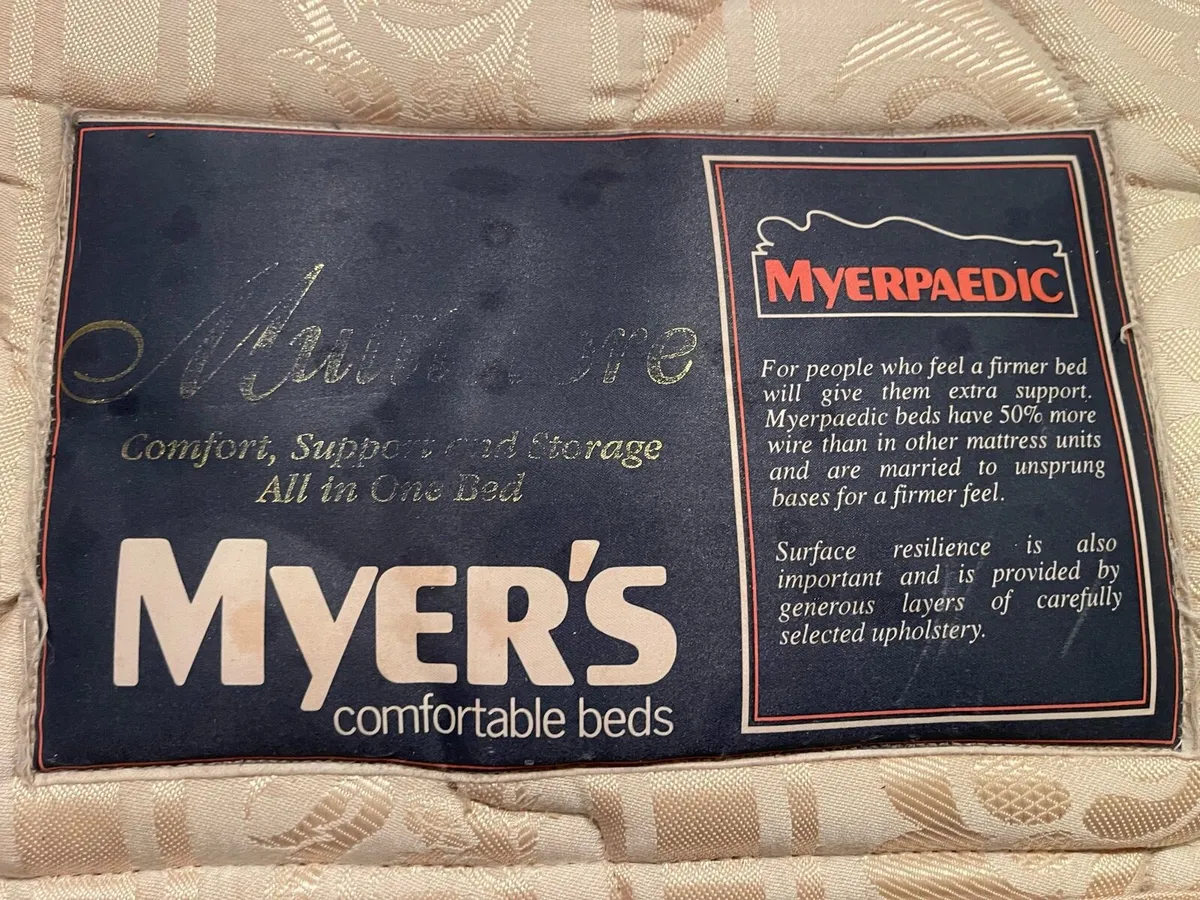 Comfort, Support and Storage
All in One Bed
MYER'S
comfortable beds
MYERPAEDIC
For people who feel a firmer bed
will give them extra support.
Myerpaedic beds have 50% more
wire than in other mattress units
and are married to unsprung
bases for a firmer feel.
Surface resilience is also
important and is provided by
generous layers of carefully
selected upholstery.